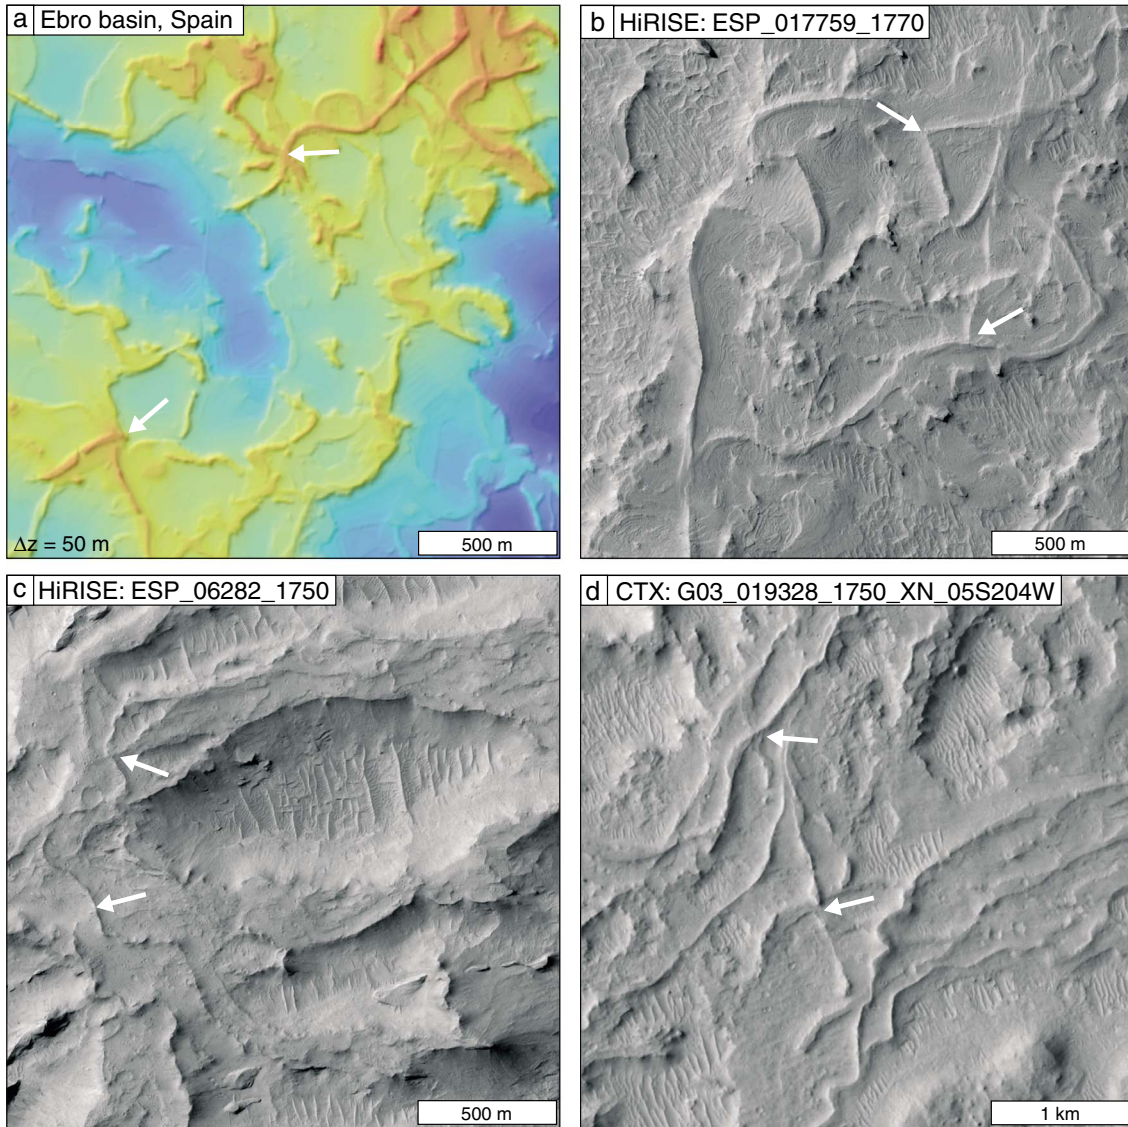 a Ebro basin, Spain
Δz = 50 m
500 m
b HiRISE: ESP_017759_1770
500 m
c HiRISE: ESP_06282_1750
500 m
d CTX: G03_019328_1750_XN_05S204W
1 km